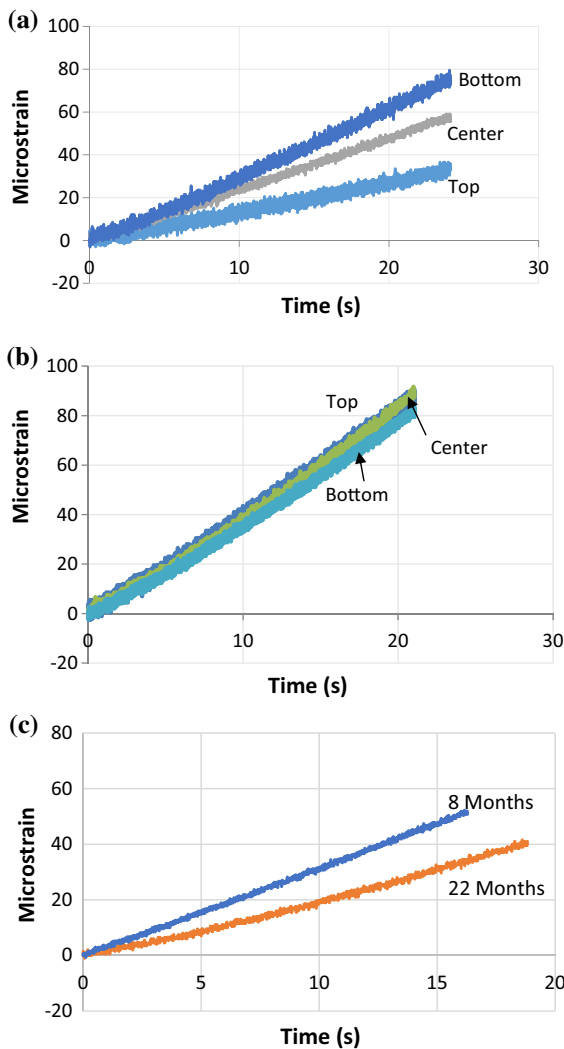 (a)
100
80
60
40
20
0
-20
Microstrain
Bottom
Center
Top
0 10 20 30
Time (s)
(b)
100
80
60
40
20
0
-20
Microstrain
Top
Center
Bottom
0 10 20 30
Time (s)
(c)
80
60
40
20
0
-20
Microstrain
8 Months
22 Months
0 5 10 15 20
Time (s)